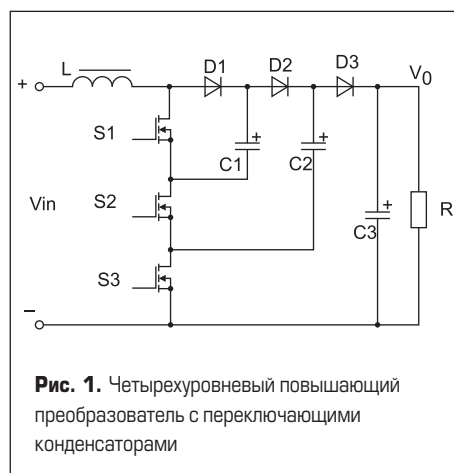 L D1 D2 D3 V0
+
S1
+ +
C1 C2
Vin S2
+
C3 R
S3
–
Рис. 1. Четырехуровневый повышающий
преобразователь с переключающими
конденсаторами